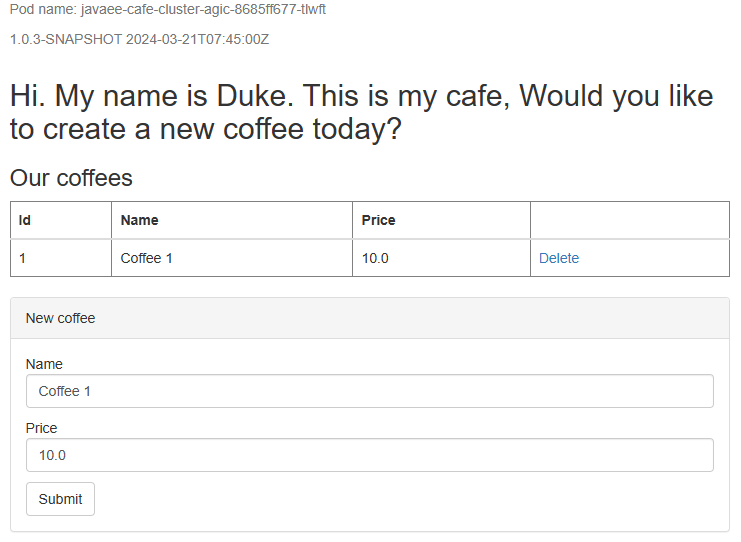 Pod name: javaee-cafe-cluster-agic-8685ff677-tlwft
1.0.3-SNAPSHOT 2024-03-21T07:45:00Z
Hi. My name is Duke. This is my cafe, Would you like
to create a new coffee today?
Our coffees
Id Name Price
1 Coffee 1 10.0 Delete
New coffee
Name
Coffee 1
Price
10.0
Submit